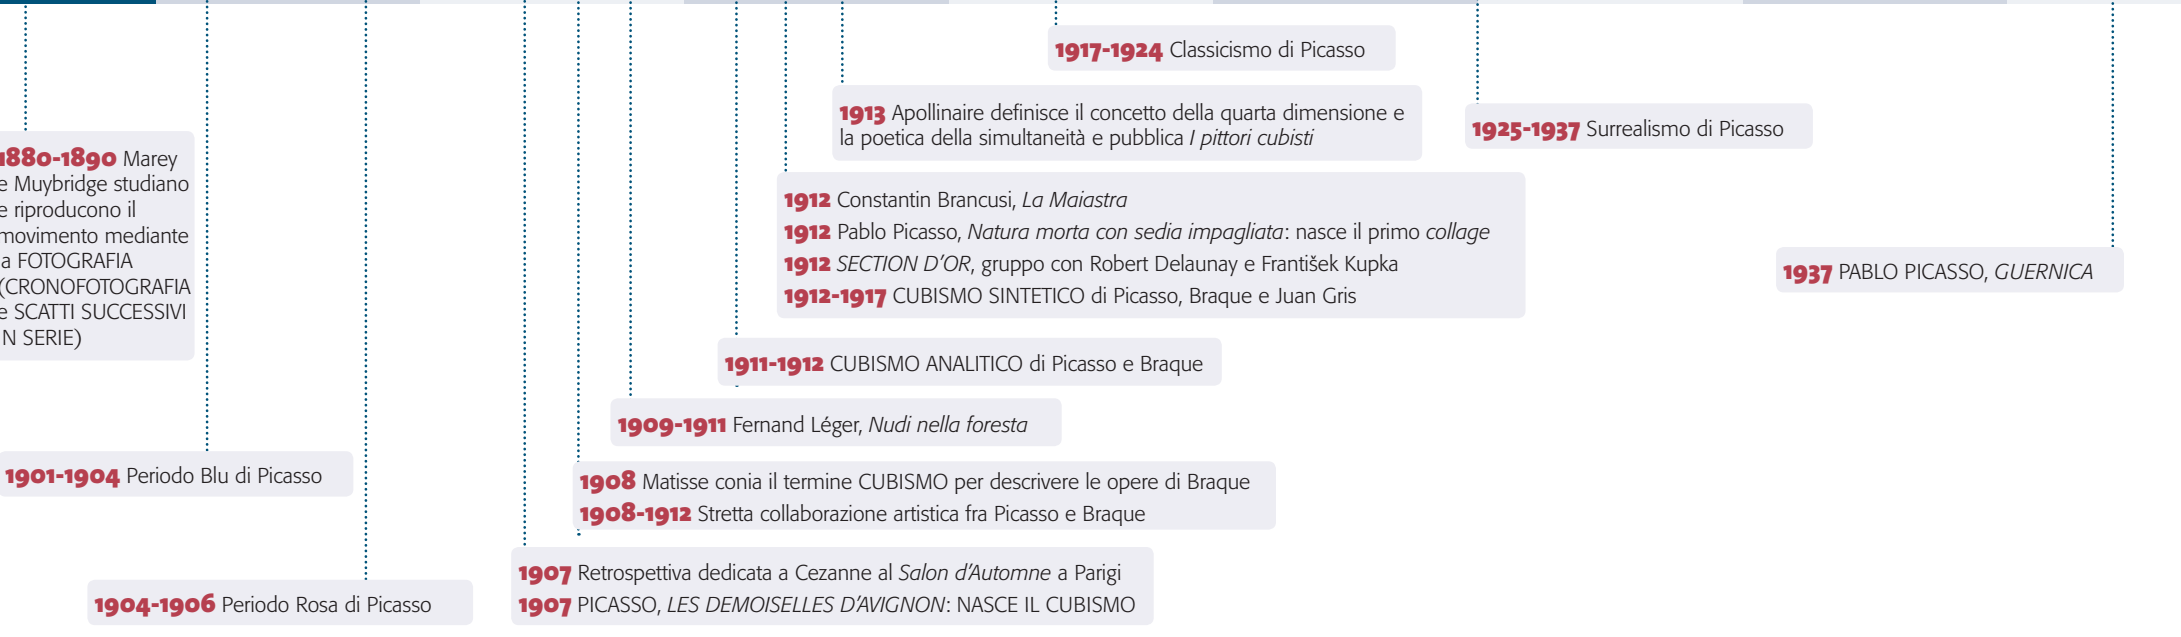 1880-1890 Marey
e Muybridge studiano
e riproducono il
movimento mediante
a FOTOGRAFIA
(CRONOFOTOGRAFIA
e SCATTI SUCCESSIVI
N SERIE)
1901-1904 Periodo Blu di Picasso
1904-1906 Periodo Rosa di Picasso
1907 Retrospettiva dedicata a Cezanne al Salon d'Automne a Parigi
1907 PICASSO, LES DEMOISELLES D'AVIGNON: NASCE IL CUBISMO
1908 Matisse conia il termine CUBISMO per descrivere le opere di Braque
1908-1912 Stretta collaborazione artistica fra Picasso e Braque
1909-1911 Fernand Léger, Nudi nella foresta
1911-1912 CUBISMO ANALITICO di Picasso e Braque
1912 Constantin Brancusi, La Maiastra
1912 Pablo Picasso, Natura morta con sedia impagliata: nasce il primo collage
1912 SECTION D'OR, gruppo con Robert Delaunay e František Kupka
1912-1917 CUBISMO SINTETICO di Picasso, Braque e Juan Gris
1913 Apollinaire definisce il concetto della quarta dimensione e
la poetica della simultaneità e pubblica I pittori cubisti
1917-1924 Classicismo di Picasso
1925-1937 Surrealismo di Picasso
1937 PABLO PICASSO, GUERNICA